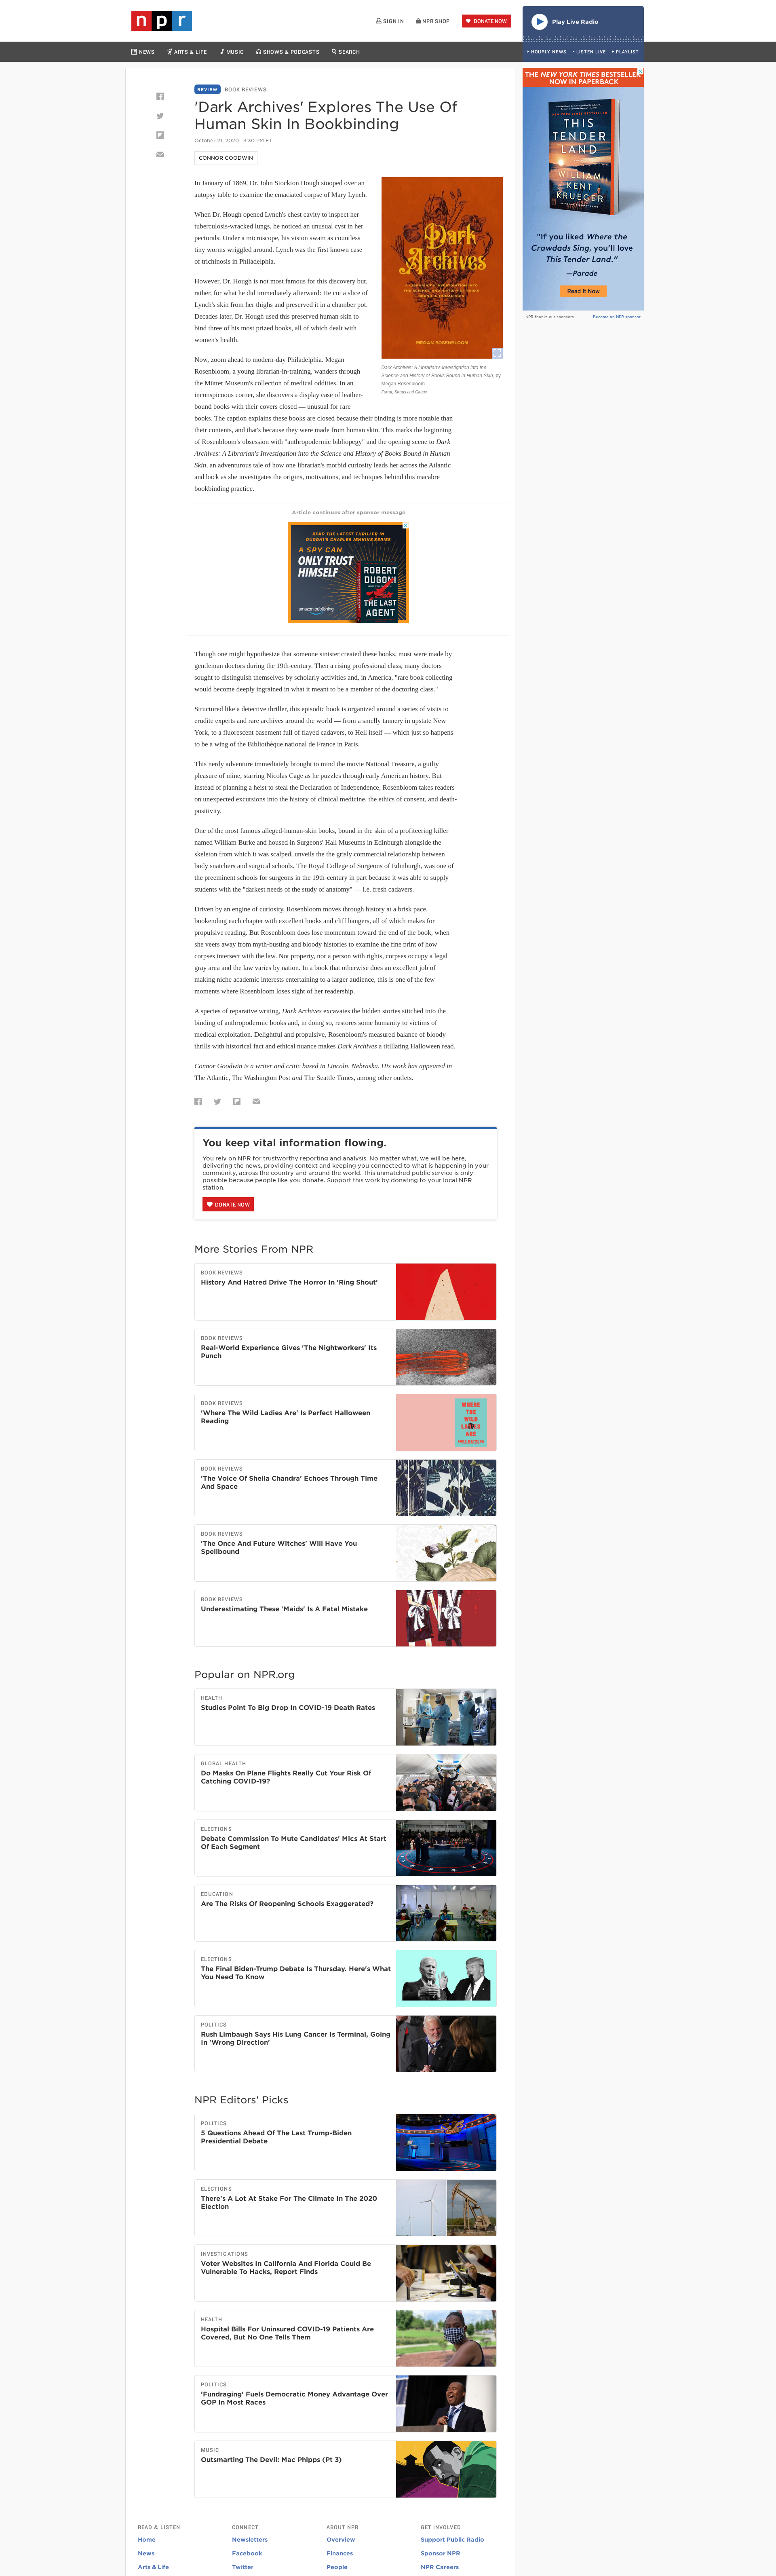 npr
SIGN IN
NPR SHOP
DONATE NOW
Play Live Radio
NEWS
ARTS & LIFE
MUSIC
SHOWS & PODCASTS
SEARCH
HOURLY NEWS
LISTEN LIVE
PLAYLIST
REVIEW
BOOK REVIEWS
'Dark Archives' Explores The Use Of
Human Skin In Bookbinding
October 21, 2020 · 3:30 PM ET
CONNOR GOODWIN
In January of 1869, Dr. John Stockton Hough stooped over an
autopsy table to examine the emaciated corpse of Mary Lynch.
When Dr. Hough opened Lynch's chest cavity to inspect her
tuberculosis-wracked lungs, he noticed an unusual cyst in her
pectorals. Under a microscope, his vision swam as countless
tiny worms wriggled around. Lynch was the first known case
of trichinosis in Philadelphia.
However, Dr. Hough is not most famous for this discovery but,
rather, for what he did immediately afterward: He cut a slice of
Lynch's skin from her thighs and preserved it in a chamber pot.
Decades later, Dr. Hough used this preserved human skin to
bind three of his most prized books, all of which dealt with
women's health.
Now, zoom ahead to modern-day Philadelphia. Megan
Rosenbloom, a young librarian-in-training, wanders through
the Mütter Museum's collection of medical oddities. In an
inconspicuous corner, she discovers a display case of leather-
bound books with their covers closed — unusual for rare
books. The caption explains these books are closed because their binding is more notable than
their contents, and that's because they were made from human skin. This marks the beginning
of Rosenbloom's obsession with "anthropodermic bibliopegy" and the opening scene to Dark
Archives: A Librarian's Investigation into the Science and History of Books Bound in Human
Skin, an adventurous tale of how one librarian's morbid curiosity leads her across the Atlantic
and back as she investigates the origins, motivations, and techniques behind this macabre
bookbinding practice.
Dark
Archives
MEGAN ROSENBLOOM
Dark Archives: A Librarian's Investigation into the
Science and History of Books Bound in Human Skin, by
Megan Rosenbloom
Farrar, Straus and Giroux
THE NEW YORK TIMES BESTSELLER
NOW IN PAPERBACK
THIS
TENDER
LAND
WILLIAM
KENT
KRUEGER
"If you liked Where the
Crawdads Sing, you'll love
This Tender Land."
—Parade
Read It Now
NPR thanks our sponsors
Become an NPR sponsor
Article continues after sponsor message
READ THE LATEST THRILLER IN
DUGONI'S CHARLES JENKINS SERIES
A SPY CAN
ONLY TRUST
HIMSELF
ROBERT
DUGONI
THE LAST
AGENT
amazon publishing
Though one might hypothesize that someone sinister created these books, most were made by
gentleman doctors during the 19th-century. Then a rising professional class, many doctors
sought to distinguish themselves by scholarly activities and, in America, "rare book collecting
would become deeply ingrained in what it meant to be a member of the doctoring class."
Structured like a detective thriller, this episodic book is organized around a series of visits to
erudite experts and rare archives around the world — from a smelly tannery in upstate New
York, to a fluorescent basement full of flayed cadavers, to Hell itself — which just so happens
to be a wing of the Bibliothèque national de France in Paris.
This nerdy adventure immediately brought to mind the movie National Treasure, a guilty
pleasure of mine, starring Nicolas Cage as he puzzles through early American history. But
instead of planning a heist to steal the Declaration of Independence, Rosenbloom takes readers
on unexpected excursions into the history of clinical medicine, the ethics of consent, and death-
positivity.
One of the most famous alleged-human-skin books, bound in the skin of a profiteering killer
named William Burke and housed in Surgeons' Hall Museums in Edinburgh alongside the
skeleton from which it was scalped, unveils the the grisly commercial relationship between
body snatchers and surgical schools. The Royal College of Surgeons of Edinburgh, was one of
the preeminent schools for surgeons in the 19th-century in part because it was able to supply
students with the "darkest needs of the study of anatomy" — i.e. fresh cadavers.
Driven by an engine of curiosity, Rosenbloom moves through history at a brisk pace,
bookending each chapter with excellent hooks and cliff hangers, all of which makes for
propulsive reading. But Rosenbloom does lose momentum toward the end of the book, when
she veers away from myth-busting and bloody histories to examine the fine print of how
corpses intersect with the law. Not property, nor a person with rights, corpses occupy a legal
gray area and the law varies by nation. In a book that otherwise does an excellent job of
making niche academic interests entertaining to a larger audience, this is one of the few
moments where Rosenbloom loses sight of her readership.
A species of reparative writing, Dark Archives excavates the hidden stories stitched into the
binding of anthropodermic books and, in doing so, restores some humanity to victims of
medical exploitation. Delightful and propulsive, Rosenbloom's measured balance of bloody
thrills with historical fact and ethical nuance makes Dark Archives a titillating Halloween read.
Connor Goodwin is a writer and critic based in Lincoln, Nebraska. His work has appeared in
The Atlantic, The Washington Post and The Seattle Times, among other outlets.
You keep vital information flowing.
You rely on NPR for trustworthy reporting and analysis. No matter what, we will be here,
delivering the news, providing context and keeping you connected to what is happening in your
community, across the country and around the world. This unmatched public service is only
possible because people like you donate. Support this work by donating to your local NPR
station.
DONATE NOW
More Stories From NPR
BOOK REVIEWS
History And Hatred Drive The Horror In 'Ring Shout'
BOOK REVIEWS
Real-World Experience Gives 'The Nightworkers' Its
Punch
BOOK REVIEWS
'Where The Wild Ladies Are' Is Perfect Halloween
Reading
WHERE
THE
WILD
LADIES
ARE
BOOK REVIEWS
'The Voice Of Sheila Chandra' Echoes Through Time
And Space
BOOK REVIEWS
'The Once And Future Witches' Will Have You
Spellbound
BOOK REVIEWS
Underestimating These 'Maids' Is A Fatal Mistake
Popular on NPR.org
HEALTH
Studies Point To Big Drop In COVID-19 Death Rates
GLOBAL HEALTH
Do Masks On Plane Flights Really Cut Your Risk Of
Catching COVID-19?
ELECTIONS
Debate Commission To Mute Candidates' Mics At Start
Of Each Segment
EDUCATION
Are The Risks Of Reopening Schools Exaggerated?
ELECTIONS
The Final Biden-Trump Debate Is Thursday. Here's What
You Need To Know
POLITICS
Rush Limbaugh Says His Lung Cancer Is Terminal, Going
In 'Wrong Direction'
NPR Editors' Picks
POLITICS
5 Questions Ahead Of The Last Trump-Biden
Presidential Debate
ELECTIONS
There's A Lot At Stake For The Climate In The 2020
Election
INVESTIGATIONS
Voter Websites In California And Florida Could Be
Vulnerable To Hacks, Report Finds
HEALTH
Hospital Bills For Uninsured COVID-19 Patients Are
Covered, But No One Tells Them
POLITICS
'Fundraging' Fuels Democratic Money Advantage Over
GOP In Most Races
MUSIC
Outsmarting The Devil: Mac Phipps (Pt 3)
READ & LISTEN
Home
News
Arts & Life
CONNECT
Newsletters
Facebook
Twitter
ABOUT NPR
Overview
Finances
People
GET INVOLVED
Support Public Radio
Sponsor NPR
NPR Careers